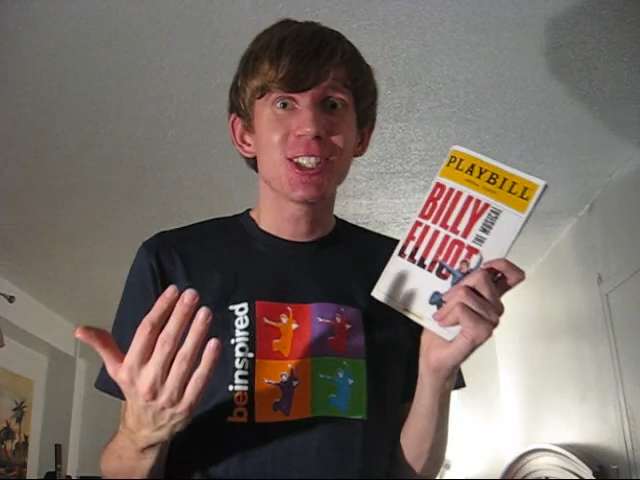 PLAYBILL
BILLY
ELLIOT
THE MUSICAL
beinspired